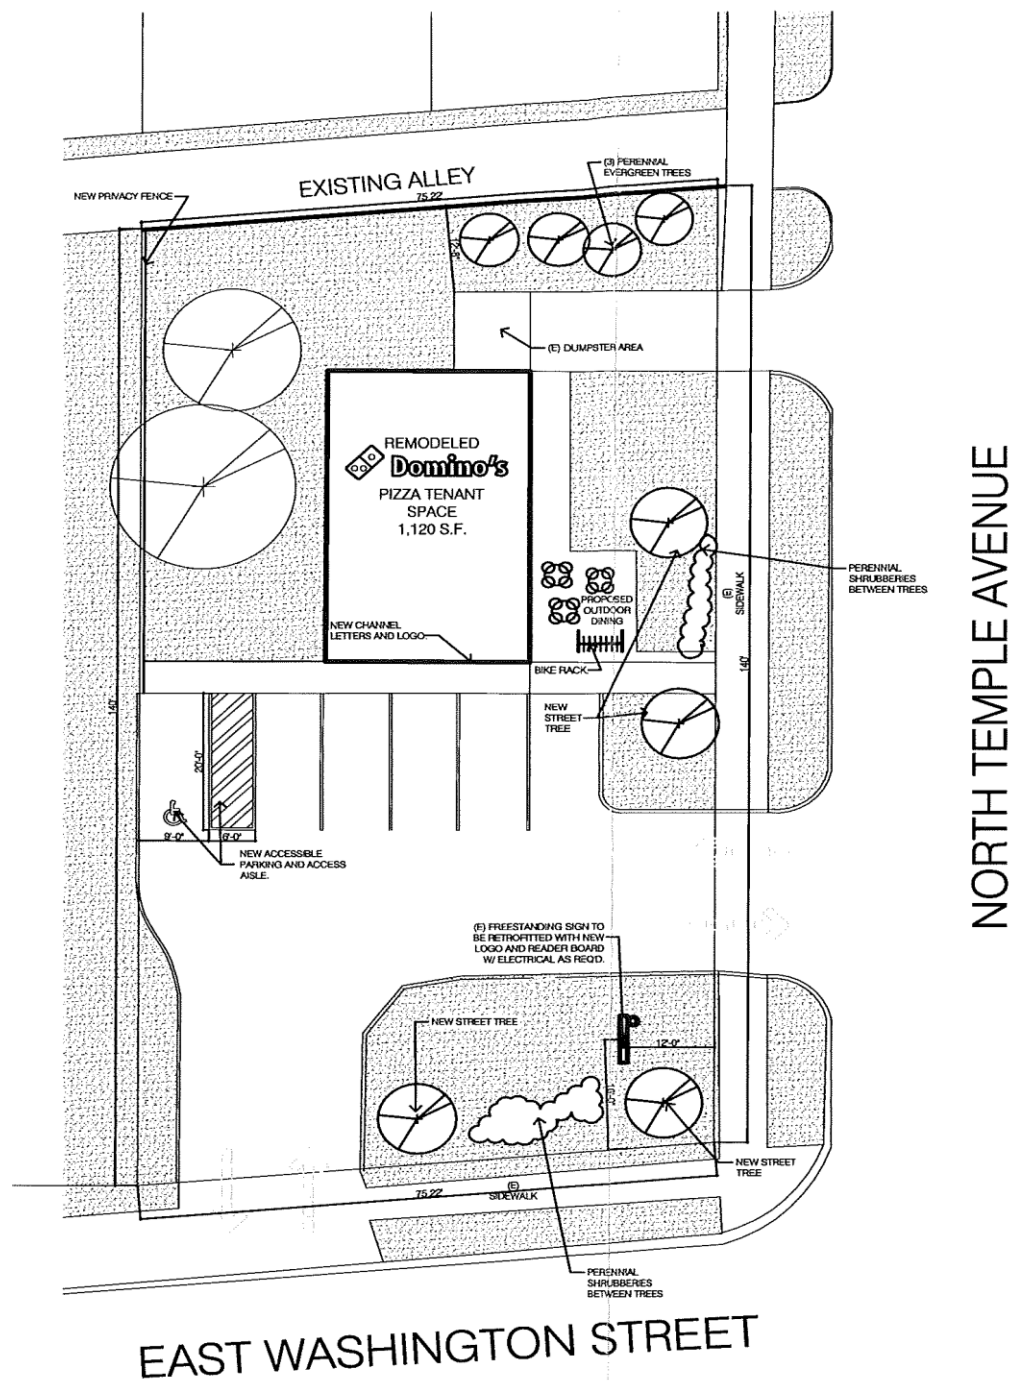 EXISTING ALLEY
75.22'
(3) PERENNIAL
EVERGREEN TREES
NEW PRIVACY FENCE
(E) DUMPSTER AREA
REMODELED
Domino's
PIZZA TENANT
SPACE
1,120 S.F.
PERENNIAL
SHRUBBERIES
BETWEEN TREES
PROPOSED
OUTDOOR
DINING
(E)
SIDEWALK
NEW CHANNEL
LETTERS AND LOGO
BIKE RACK
140'
140'
NEW
STREET
TREE
20'-0"
9'-0"
6'-0"
NEW ACCESSIBLE
PARKING AND ACCESS
AISLE.
(E) FREESTANDING SIGN TO
BE RETROFITTED WITH NEW
LOGO AND READER BOARD
W/ ELECTRICAL AS REQ'D.
NEW STREET TREE
12'-0"
NEW STREET
TREE
75.22'
(E)
SIDEWALK
PERENNIAL
SHRUBBERIES
BETWEEN TREES
NORTH TEMPLE AVENUE
EAST WASHINGTON STREET